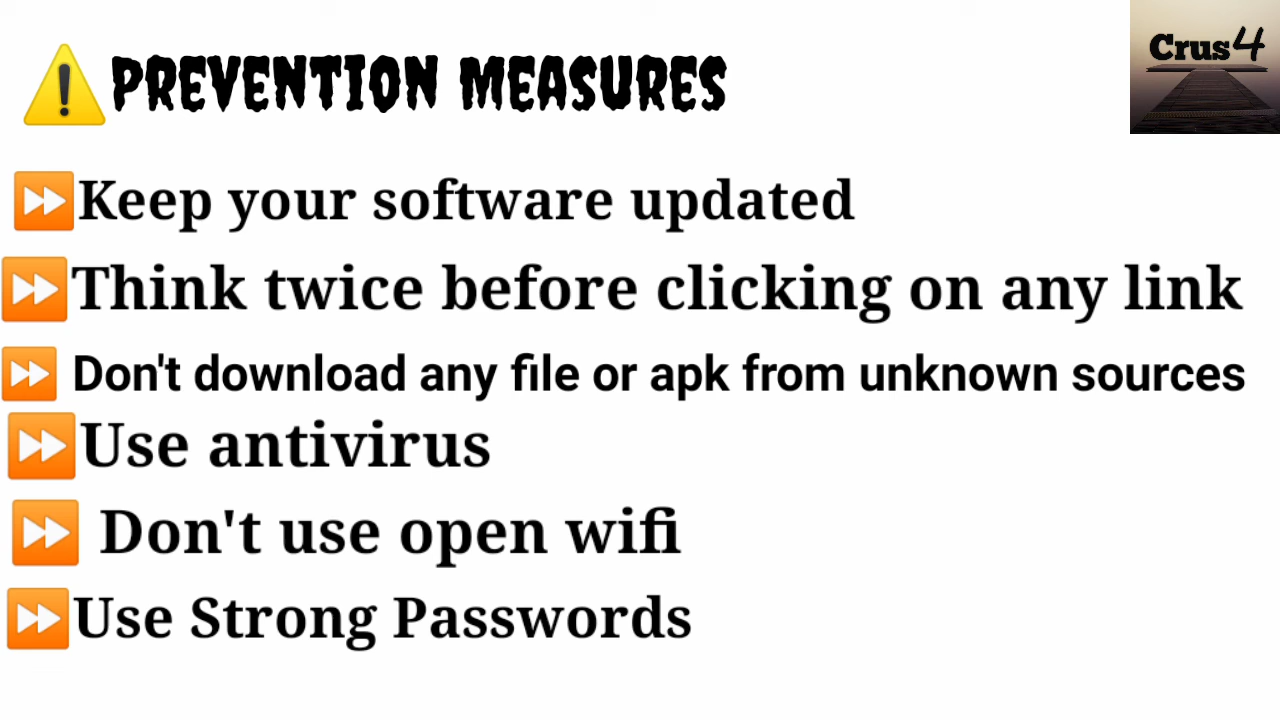 ⚠️PREVENTION MEASURES
Crus4
⏩Keep your software updated
⏩Think twice before clicking on any link
⏩ Don't download any file or apk from unknown sources
⏩Use antivirus
⏩ Don't use open wifi
⏩Use Strong Passwords